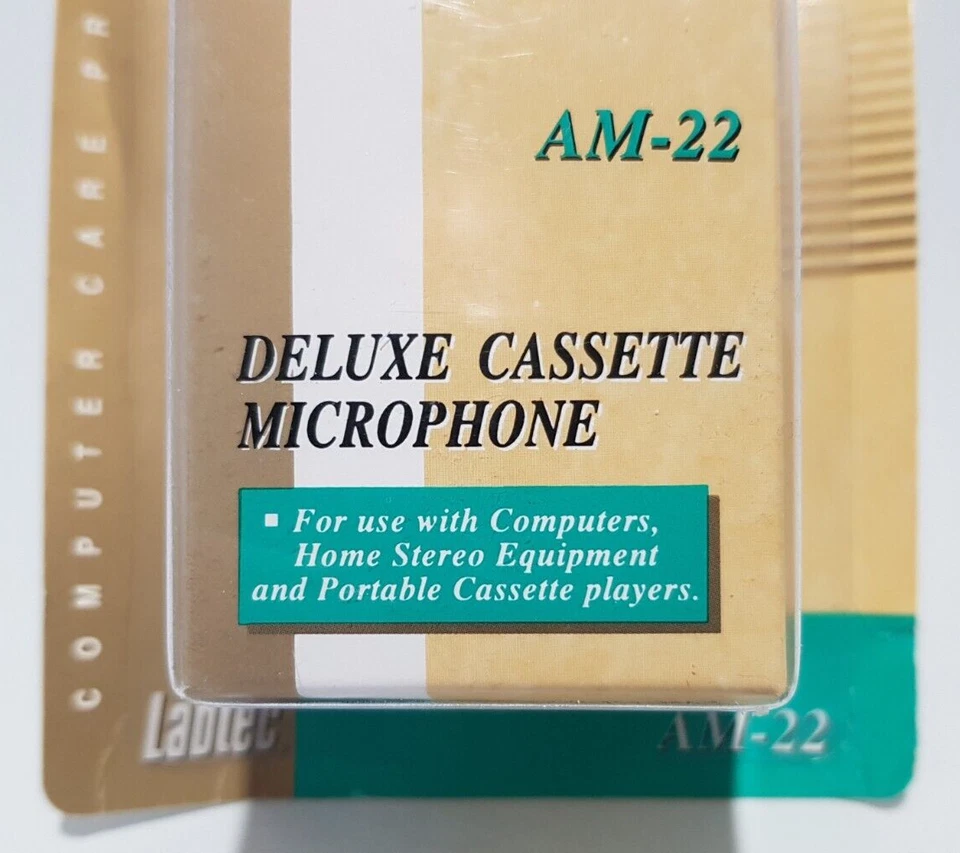 AM-22
DELUXE CASSETTE
MICROPHONE
▪ For use with Computers,
Home Stereo Equipment
and Portable Cassette players.
COMPUTER CARE PR
Labtec
AM-22